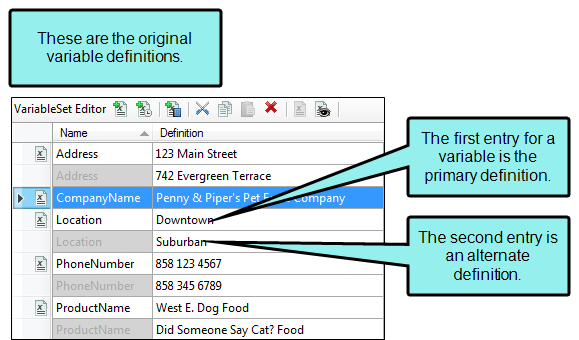 These are the original
variable definitions.
VariableSet Editor
Name Definition
Address 123 Main Street
Address 742 Evergreen Terrace
CompanyName Penny & Piper's Pet Company
Location Downtown
Location Suburban
PhoneNumber 858 123 4567
PhoneNumber 858 345 6789
ProductName West E. Dog Food
ProductName Did Someone Say Cat? Food
The first entry for a
variable is the
primary definition.
The second entry is
an alternate
definition.